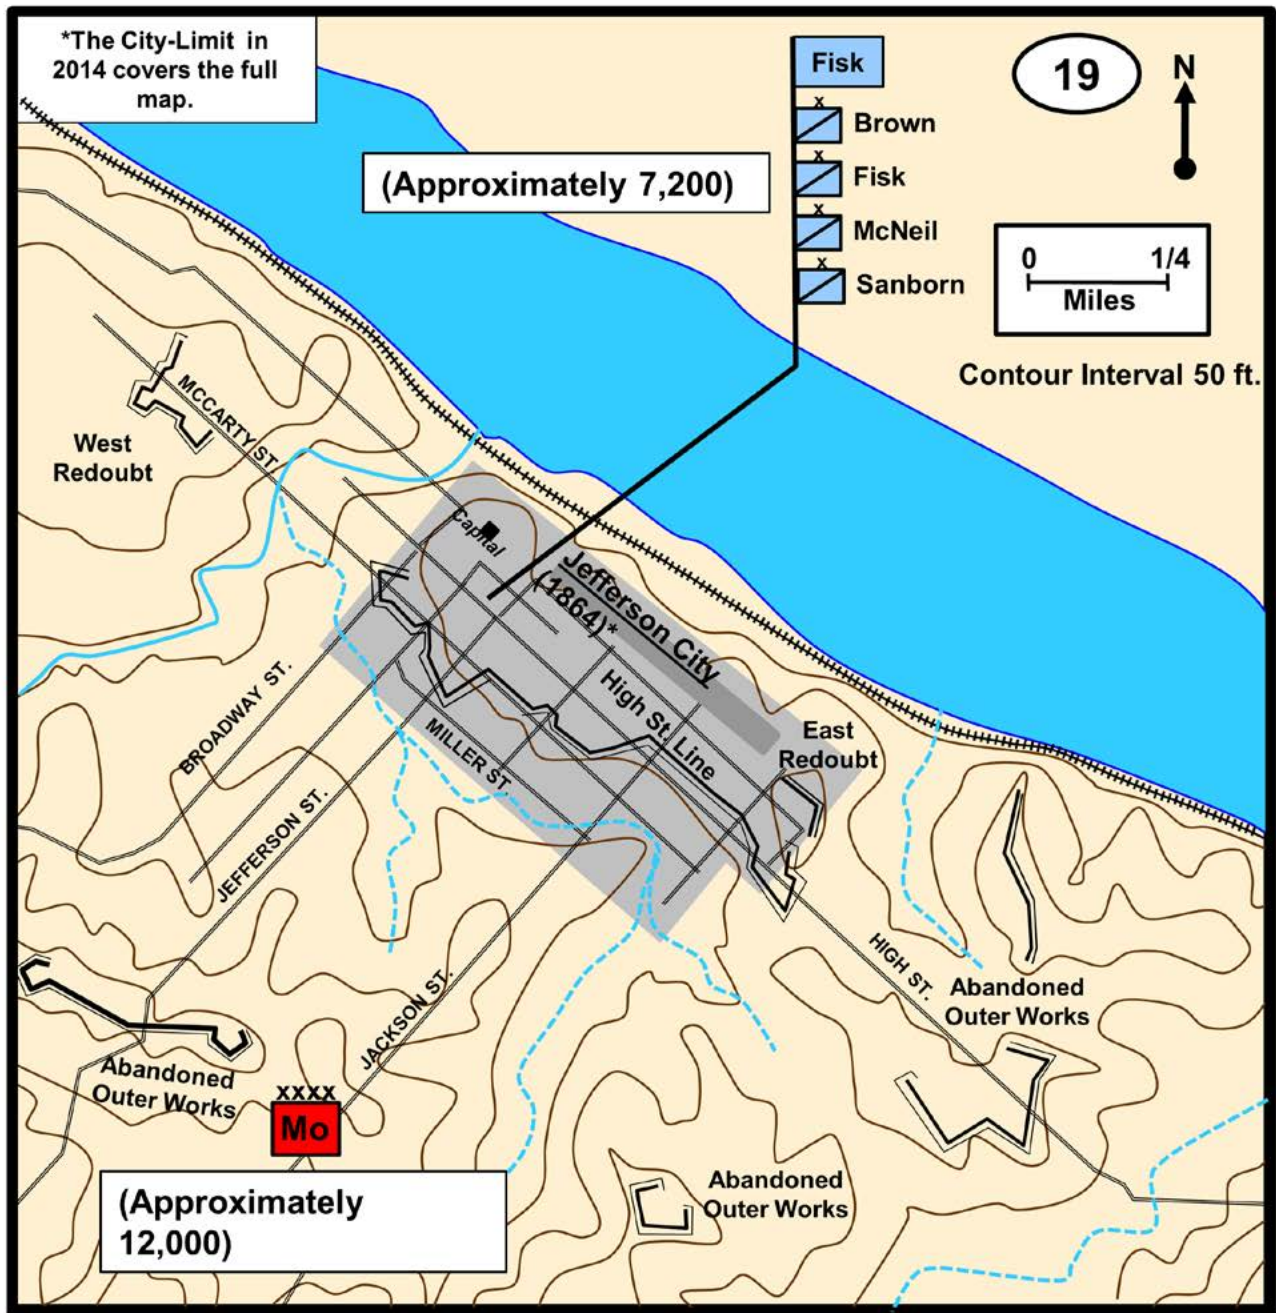 *The City-Limit in
2014 covers the full
map.
Fisk
x
Brown
x
Fisk
x
McNeil
x
Sanborn
(Approximately 7,200)
19
N
0 1/4
Miles
Contour Interval 50 ft.
West
Redoubt
MCCARTY ST.
Capital
Jefferson City
(1864)*
High St. Line
East
Redoubt
BROADWAY ST.
MILLER ST.
JEFFERSON ST.
JACKSON ST.
HIGH ST.
Abandoned
Outer Works
Abandoned
Outer Works
xxxx
Mo
(Approximately
12,000)
Abandoned
Outer Works